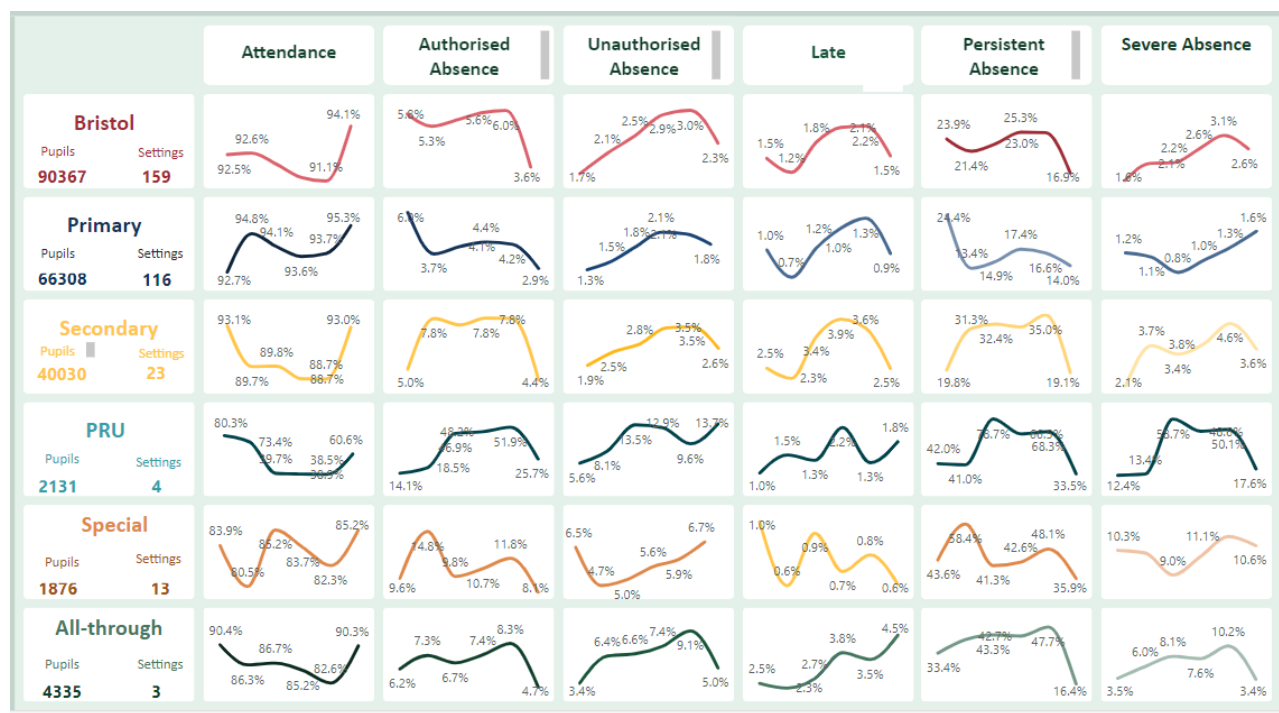 Attendance
Authorised
Absence
Unauthorised
Absence
Late
Persistent
Absence
Severe Absence
Bristol
Pupils Settings
90367 159
92.5% 92.6% 91.1% 94.1%
5.3% 5.6% 6.0% 3.6%
1.7% 2.1% 2.5% 2.9% 3.0% 2.3%
1.5% 1.2% 1.8% 2.1% 2.2% 1.5%
23.9% 21.4% 25.3% 23.0% 16.9%
2.1% 2.2% 2.6% 3.1% 2.6%
Primary
Pupils Settings
66308 116
92.7% 94.8% 94.1% 93.6% 93.7% 95.3%
3.7% 4.4% 4.1% 4.2% 2.9%
1.3% 1.5% 1.8% 2.1% 2.1% 1.8%
1.0% 0.7% 1.2% 1.0% 1.3% 0.9%
24.4% 13.4% 14.9% 17.4% 16.6% 14.0%
1.2% 1.1% 0.8% 1.0% 1.3% 1.6%
Secondary
Pupils Settings
40030 23
93.1% 89.7% 89.8% 88.7% 88.7% 93.0%
5.0% 7.8% 7.8% 7.8% 4.4%
1.9% 2.5% 2.8% 3.5% 3.5% 2.6%
2.5% 2.3% 3.4% 3.9% 3.6% 2.5%
19.8% 31.3% 32.4% 35.0% 19.1%
2.1% 3.7% 3.4% 3.8% 4.6% 3.6%
PRU
Pupils Settings
2131 4
80.3% 73.4% 38.5% 60.6%
14.1% 18.5% 51.9% 25.7%
5.6% 8.1% 13.5% 12.9% 9.6% 13.7%
1.0% 1.5% 1.3% 2.2% 1.3% 1.8%
42.0% 41.0% 68.3% 33.5%
12.4% 13.4% 50.1% 17.6%
Special
Pupils Settings
1876 13
83.9% 80.5% 85.2% 83.7% 82.3% 85.2%
9.6% 14.8% 9.8% 10.7% 11.8% 8.1%
6.5% 4.7% 5.0% 5.6% 5.9% 6.7%
1.0% 0.6% 0.9% 0.7% 0.8% 0.6%
43.6% 58.4% 41.3% 42.6% 48.1% 35.9%
10.3% 9.0% 11.1% 10.6%
All-through
Pupils Settings
4335 3
90.4% 86.3% 86.7% 85.2% 82.6% 90.3%
6.2% 7.3% 6.7% 7.4% 8.3% 4.7%
3.4% 6.4% 6.6% 7.4% 9.1% 5.0%
2.5% 2.3% 2.7% 3.8% 3.5% 4.5%
33.4% 42.7% 43.3% 47.7% 16.4%
3.5% 6.0% 8.1% 7.6% 10.2% 3.4%